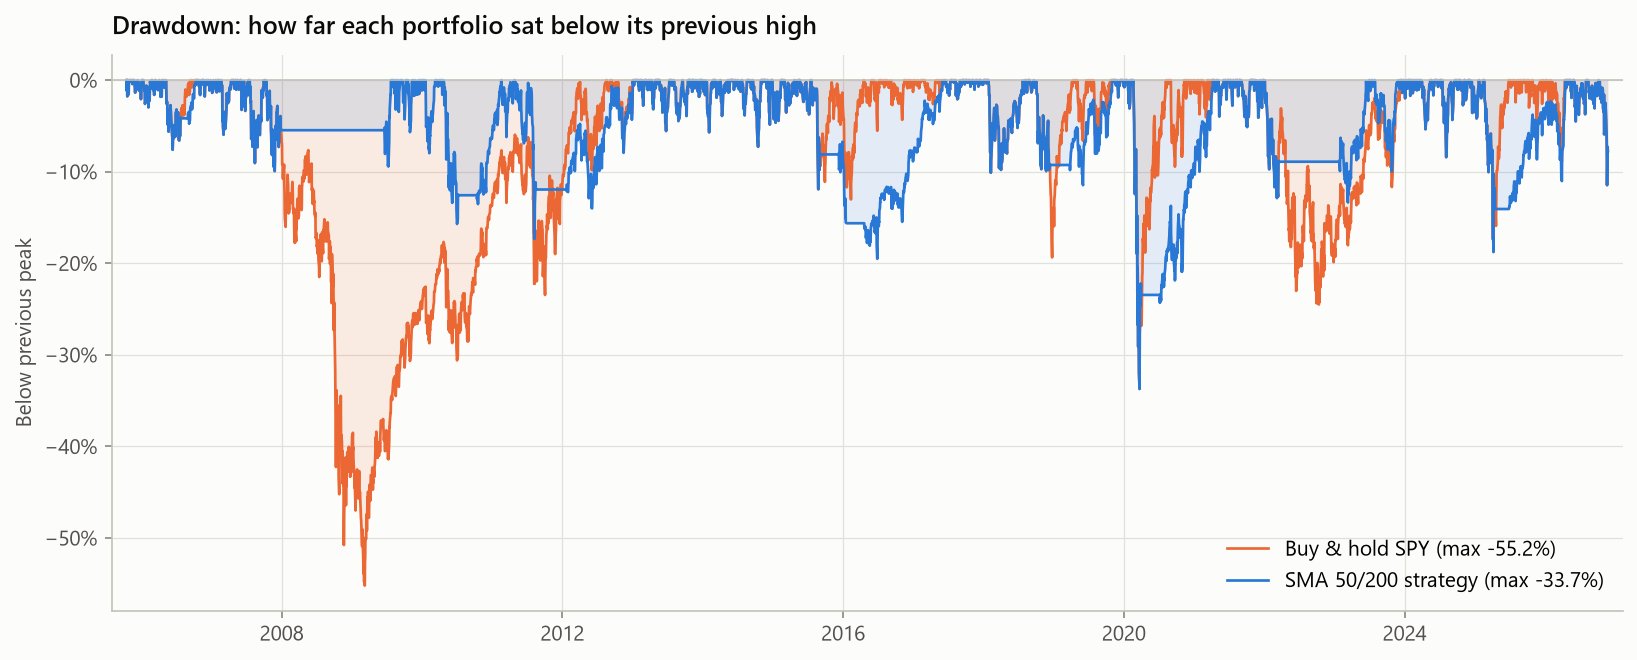 Drawdown: how far each portfolio sat below its previous high
Below previous peak
0%
−10%
−20%
−30%
−40%
−50%
Buy & hold SPY (max -55.2%)
SMA 50/200 strategy (max -33.7%)
2008
2012
2016
2020
2024